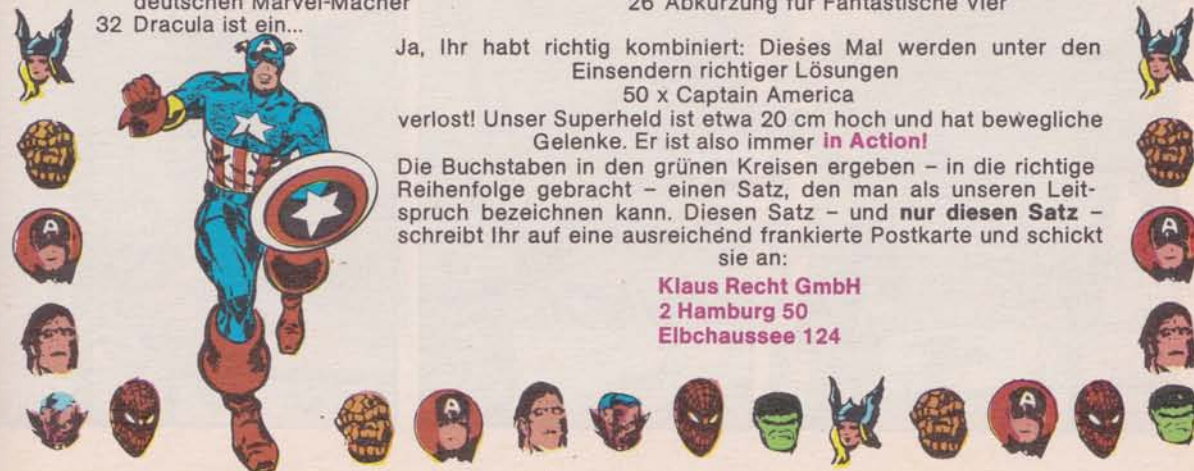 deutschen Marvel-Macher
32 Dracula ist ein...
26 Abkürzung für Fantastische Vier
Ja, Ihr habt richtig kombiniert: Dieses Mal werden unter den
Einsendern richtiger Lösungen
50 x Captain America
verlost! Unser Superheld ist etwa 20 cm hoch und hat bewegliche
Gelenke. Er ist also immer in Action!
Die Buchstaben in den grünen Kreisen ergeben – in die richtige
Reihenfolge gebracht – einen Satz, den man als unseren Leit-
spruch bezeichnen kann. Diesen Satz – und nur diesen Satz –
schreibt Ihr auf eine ausreichend frankierte Postkarte und schickt
sie an:
Klaus Recht GmbH
2 Hamburg 50
Elbchaussee 124